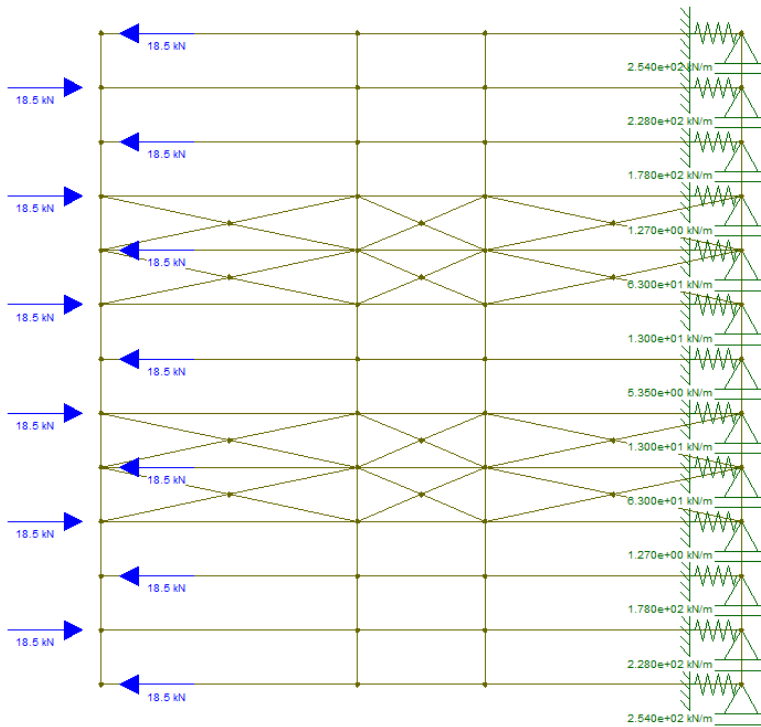 18.5 kN
2.540e+02 kN/m
18.5 kN
2.280e+02 kN/m
18.5 kN
1.780e+02 kN/m
18.5 kN
1.270e+00 kN/m
18.5 kN
6.300e+01 kN/m
18.5 kN
1.300e+01 kN/m
18.5 kN
5.350e+00 kN/m
18.5 kN
1.300e+01 kN/m
18.5 kN
6.300e+01 kN/m
18.5 kN
1.270e+00 kN/m
18.5 kN
1.780e+02 kN/m
18.5 kN
2.280e+02 kN/m
18.5 kN
2.540e+02 kN/m